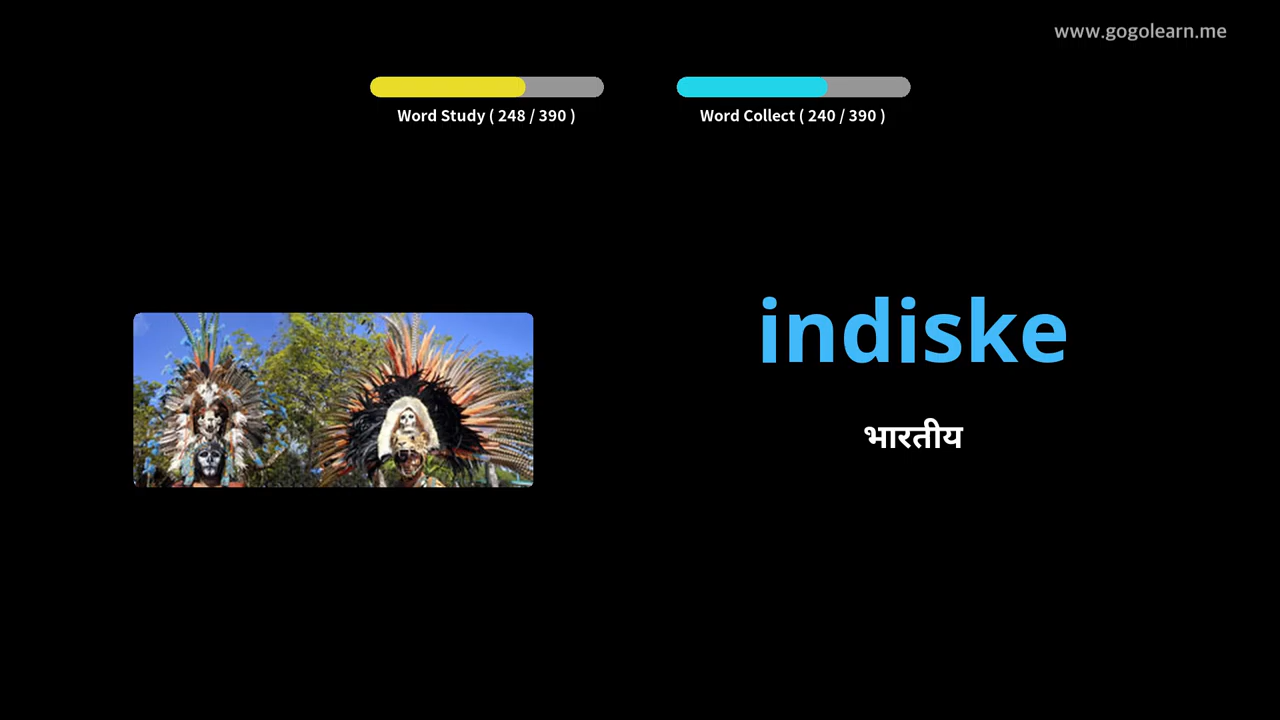 www.gogolearn.me
Word Study ( 248 / 390 )
Word Collect ( 240 / 390 )
indiske
भारतीय